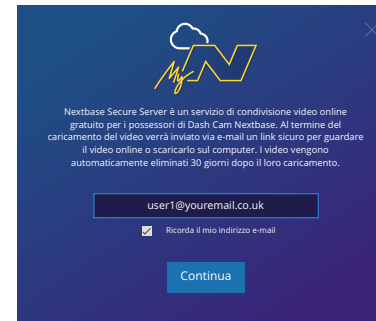 My N
Nextbase Secure Server è un servizio di condivisione video online
gratuito per i possessori di Dash Cam Nextbase. Al termine del
caricamento del video verrà inviato via e-mail un link sicuro per guardare
il video online o scaricarlo sul computer. I video vengono
automaticamente eliminati 30 giorni dopo il loro caricamento.
user1@youremail.co.uk
Ricorda il mio indirizzo e-mail
Continua